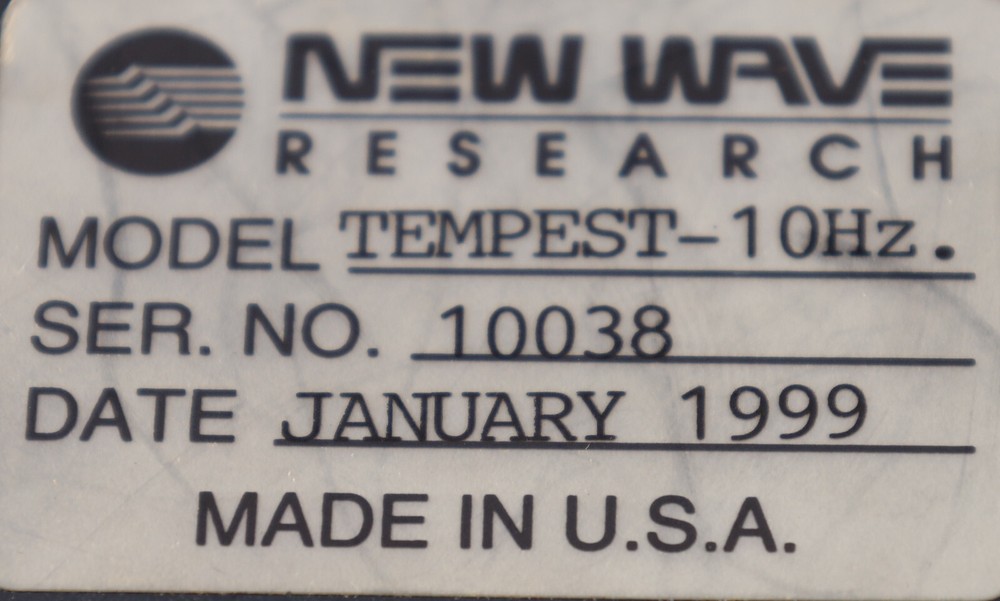 NEW WAVE
RESEARCH
MODEL TEMPEST-10Hz.
SER. NO. 10038
DATE JANUARY 1999
MADE IN U.S.A.